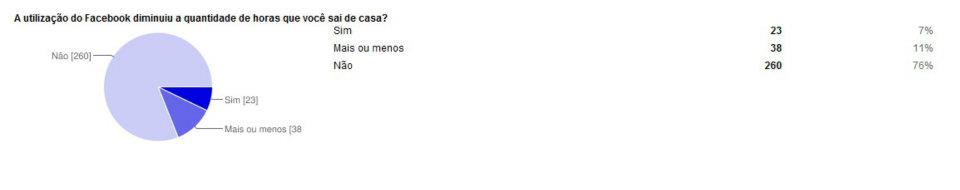 A utilização do Facebook diminuiu a quantidade de horas que você sai de casa?
Sim 23 7%
Mais ou menos 38 11%
Não 260 76%
Não [260]
Sim [23]
Mais ou menos [38